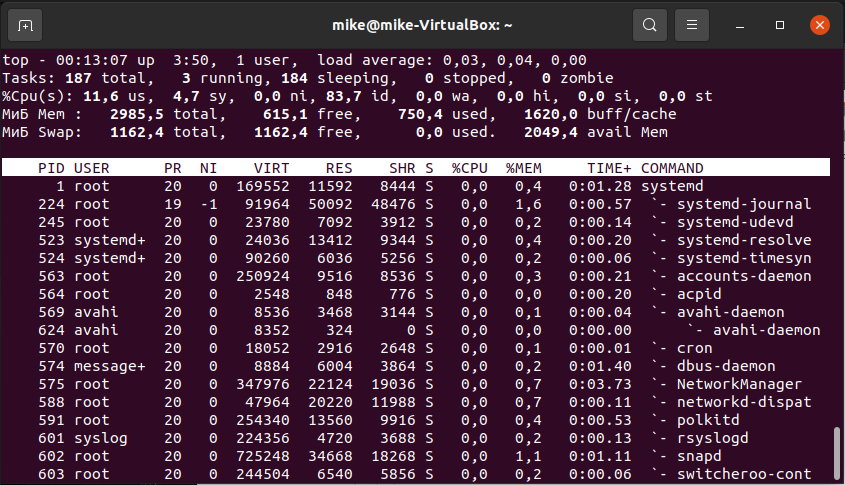 mike@mike-VirtualBox: ~
top - 00:13:07 up  3:50,  1 user,  load average: 0,03, 0,04, 0,00
Tasks: 187 total,   3 running, 184 sleeping,   0 stopped,   0 zombie
%Cpu(s): 11,6 us,  4,7 sy,  0,0 ni, 83,7 id,  0,0 wa,  0,0 hi,  0,0 si,  0,0 st
МиБ Mem :   2985,5 total,    615,1 free,    750,4 used,   1620,0 buff/cache
МиБ Swap:   1162,4 total,   1162,4 free,      0,0 used.   2049,4 avail Mem
PID USER      PR  NI    VIRT    RES    SHR S  %CPU  %MEM     TIME+ COMMAND
1 root      20   0  169552  11592   8444 S   0,0   0,4   0:01.28 systemd
224 root      19  -1   91964  50092  48476 S   0,0   1,6   0:00.57  `- systemd-journal
245 root      20   0   23780   7092   3912 S   0,0   0,2   0:00.14  `- systemd-udevd
523 systemd+  20   0   24036  13412   9344 S   0,0   0,4   0:00.20  `- systemd-resolve
524 systemd+  20   0   90260   6036   5256 S   0,0   0,2   0:00.06  `- systemd-timesyn
563 root      20   0  250924   9516   8536 S   0,0   0,3   0:00.21  `- accounts-daemon
564 root      20   0    2548    848    776 S   0,0   0,0   0:00.20  `- acpid
569 avahi     20   0    8536   3468   3144 S   0,0   0,1   0:00.04  `- avahi-daemon
624 avahi     20   0    8352    324      0 S   0,0   0,0   0:00.00      `- avahi-daemon
570 root      20   0   18052   2916   2648 S   0,0   0,1   0:00.01  `- cron
574 message+  20   0    8884   6004   3864 S   0,0   0,2   0:01.40  `- dbus-daemon
575 root      20   0  347976  22124  19036 S   0,0   0,7   0:03.73  `- NetworkManager
588 root      20   0   47964  20220  11988 S   0,0   0,7   0:00.11  `- networkd-dispat
591 root      20   0  254340  13560   9916 S   0,0   0,4   0:00.53  `- polkitd
601 syslog    20   0  224356   4720   3688 S   0,0   0,2   0:00.13  `- rsyslogd
602 root      20   0  725248  34668  18268 S   0,0   1,1   0:01.11  `- snapd
603 root      20   0  244504   6540   5856 S   0,0   0,2   0:00.06  `- switcheroo-cont